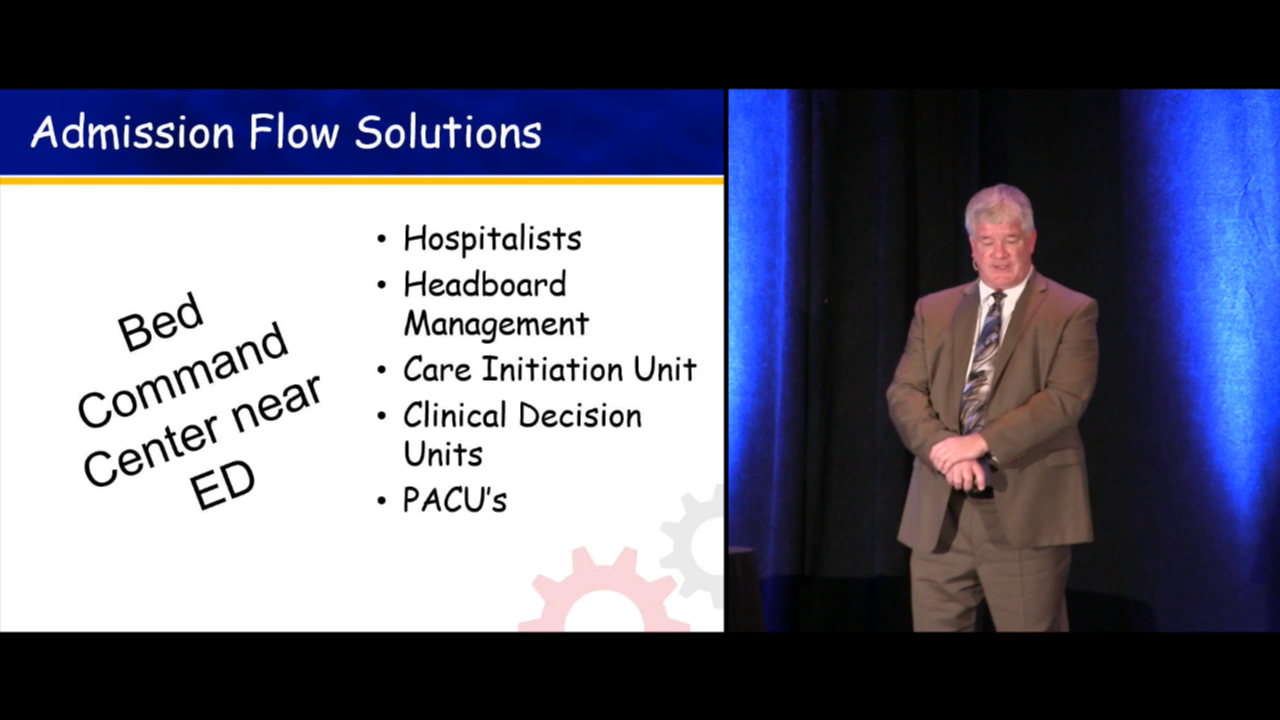 Admission Flow Solutions
Bed
Command
Center near
ED
• Hospitalists
• Headboard
Management
• Care Initiation Unit
• Clinical Decision
Units
• PACU's